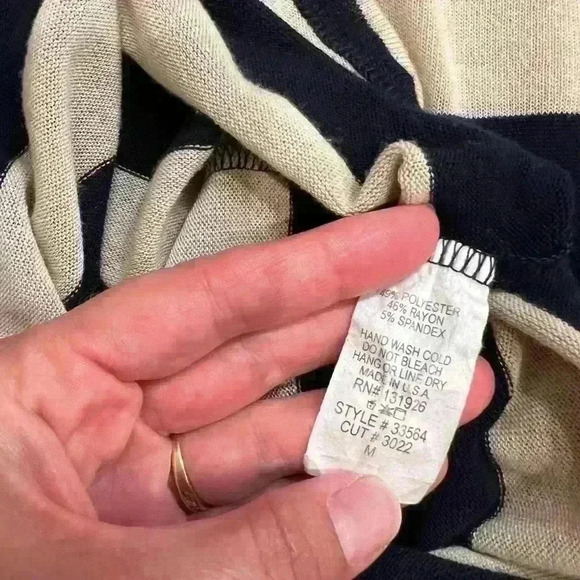 49% POLYESTER
46% RAYON
5% SPANDEX
HAND WASH COLD
DO NOT BLEACH
HANG OR LINE DRY
MADE IN U.S.A
RN# 131926
STYLE # 33564
CUT # 3022
M